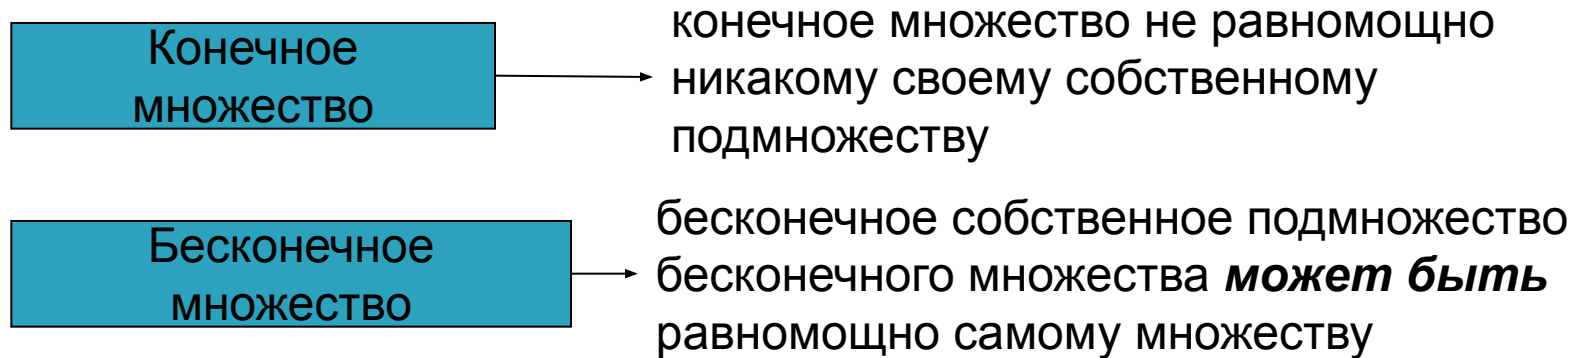 Конечное
множество
конечное множество не равномощно
никакому своему собственному
подмножеству
Бесконечное
множество
бесконечное собственное подмножество
бесконечного множества может быть
равномощно самому множеству